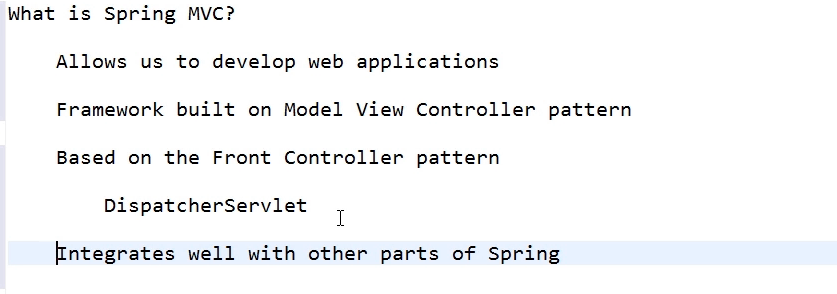 What is Spring MVC?
Allows us to develop web applications
Framework built on Model View Controller pattern
Based on the Front Controller pattern
DispatcherServlet
Integrates well with other parts of Spring